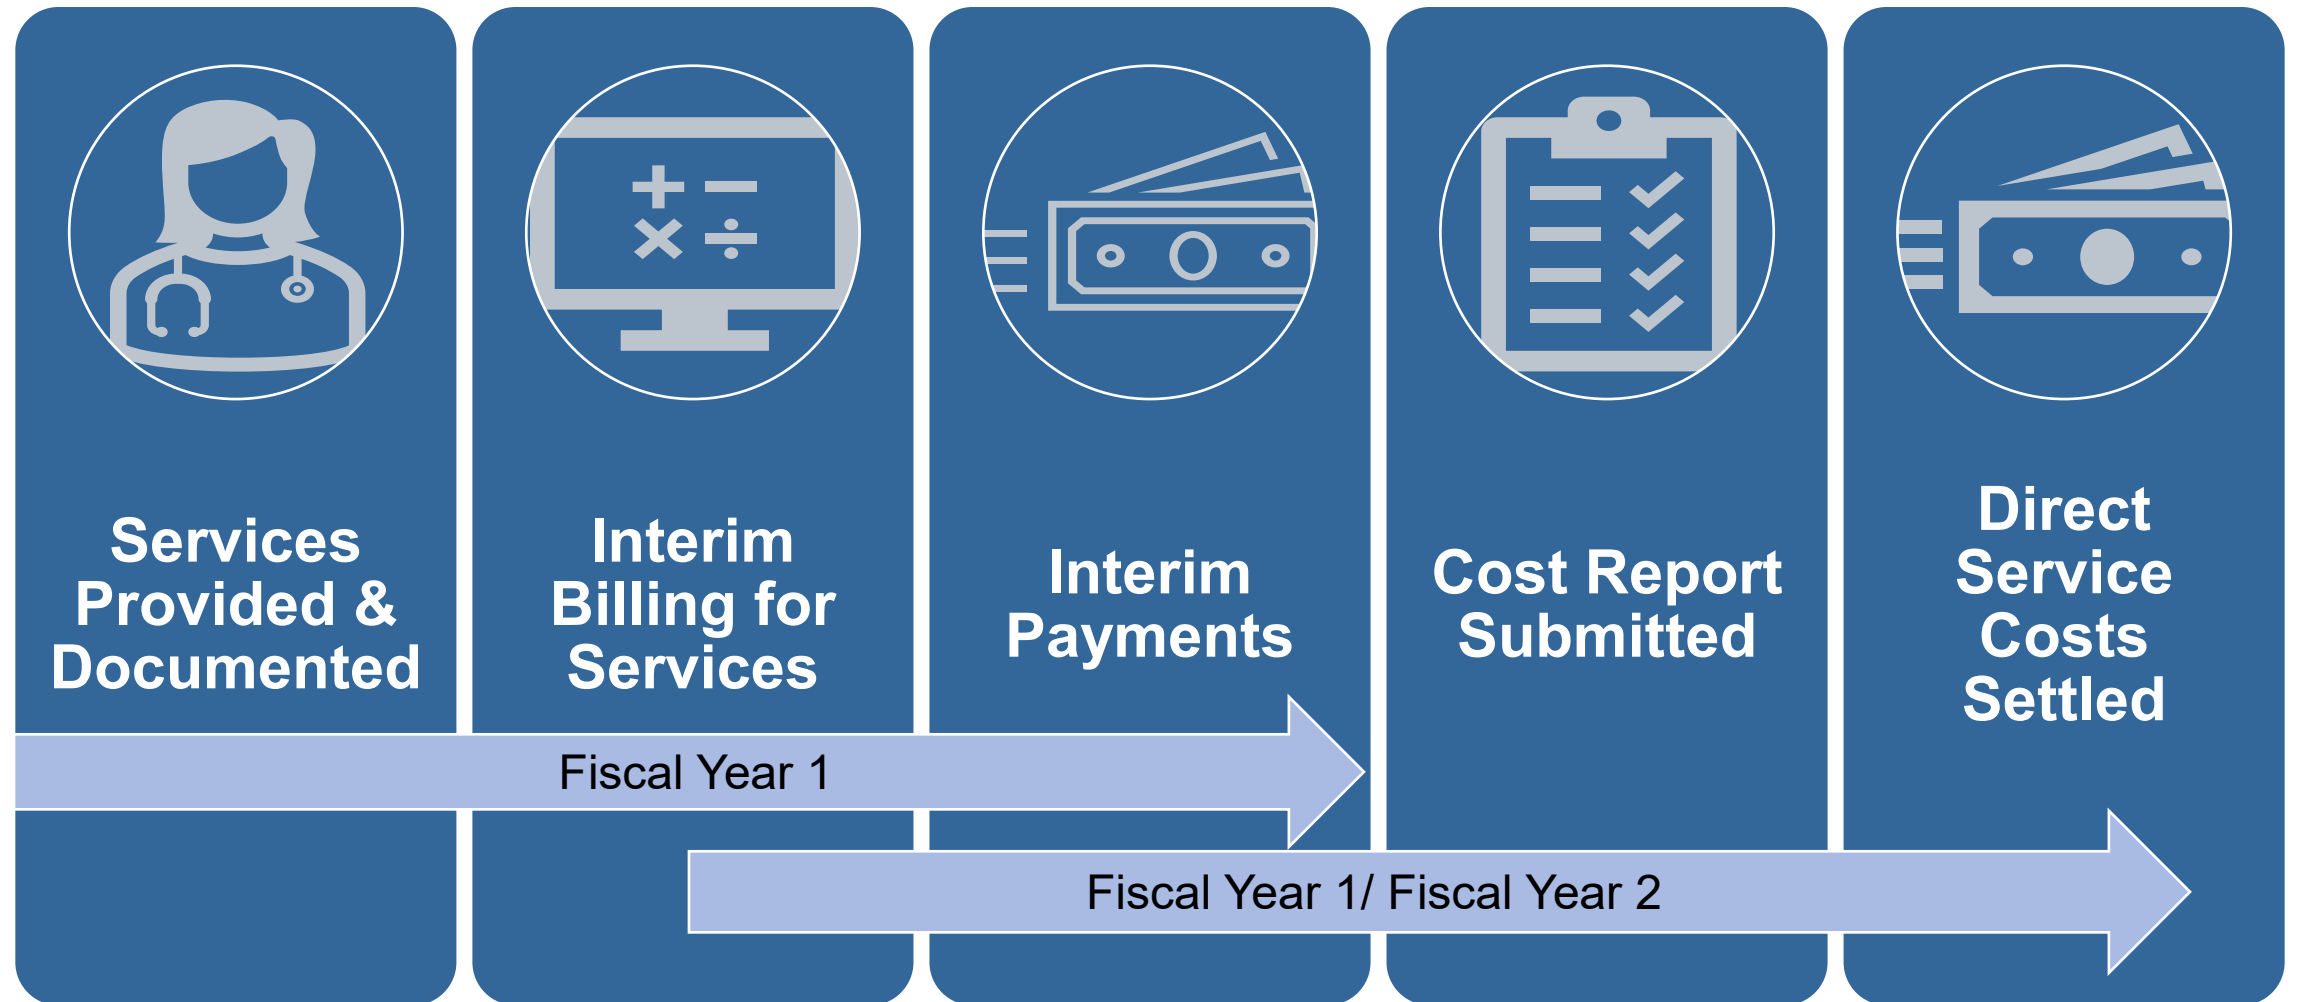 Services
Provided &
Documented
Interim
Billing for
Services
Interim
Payments
Cost Report
Submitted
Direct
Service
Costs
Settled
Fiscal Year 1
Fiscal Year 1/ Fiscal Year 2